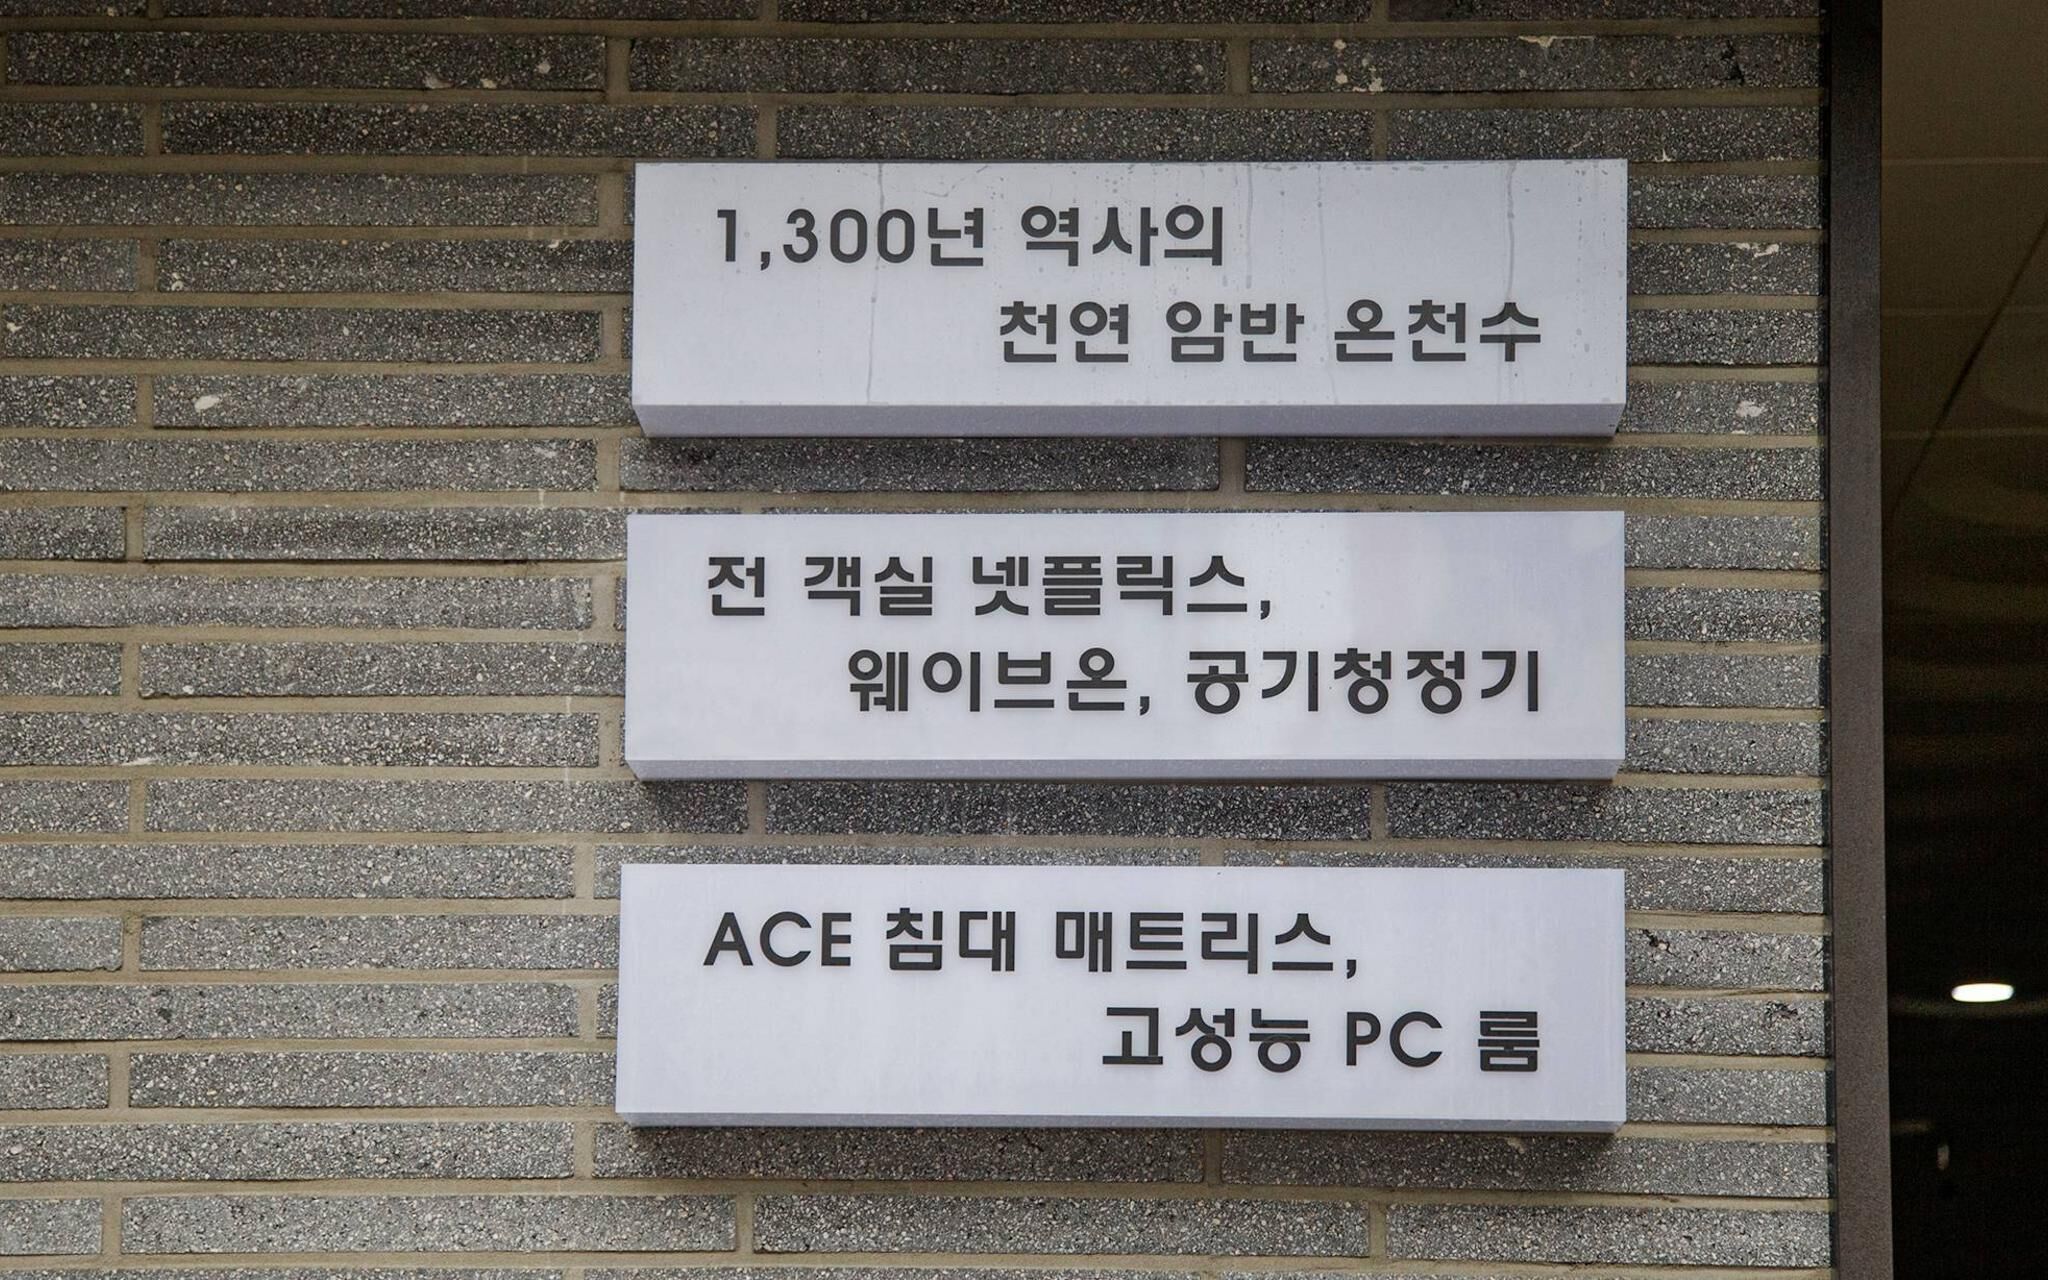 1,300년 역사의
천연 암반 온천수
전 객실 넷플릭스,
웨이브온, 공기청정기
ACE 침대 매트리스,
고성능 PC 룸